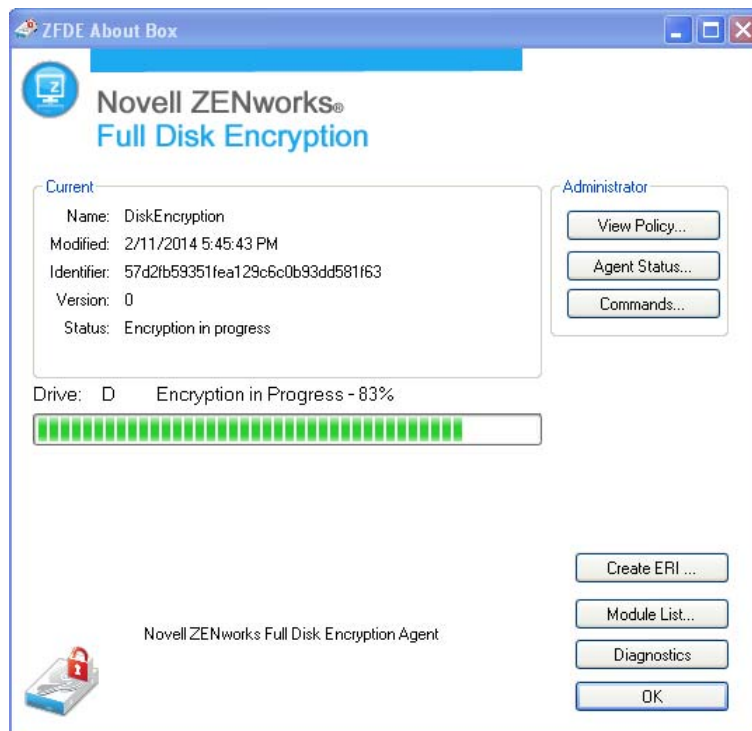 ZFDE About Box
Z
Novell ZENworks®
Full Disk Encryption
Current
Name: DiskEncryption
Modified: 2/11/2014 5:45:43 PM
Identifier: 57d2fb59351fea129c6c0b93dd581f63
Version: 0
Status: Encryption in progress
Administrator
View Policy...
Agent Status...
Commands...
Drive: D Encryption in Progress - 83%
Create ERI ...
Module List...
Novell ZENworks Full Disk Encryption Agent
Diagnostics
OK